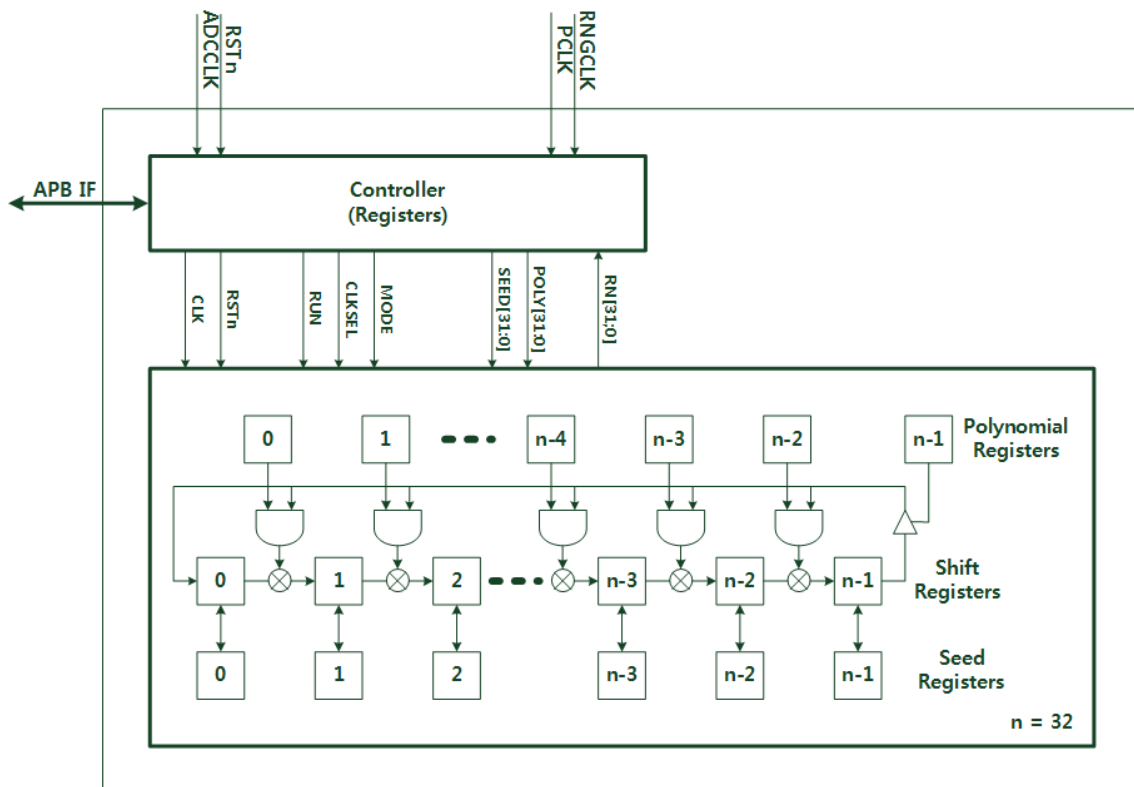 RSTn
ADCCLK
RNGCLK
PCLK
APB IF
Controller
(Registers)
CLK
RSTn
RUN
CLKSEL
MODE
SEED[31:0]
POLY[31:0]
RN[31;0]
0
1
n-4
n-3
n-2
n-1
Polynomial
Registers
0
1
2
n-3
n-2
n-1
Shift
Registers
0
1
2
n-3
n-2
n-1
Seed
Registers
n = 32